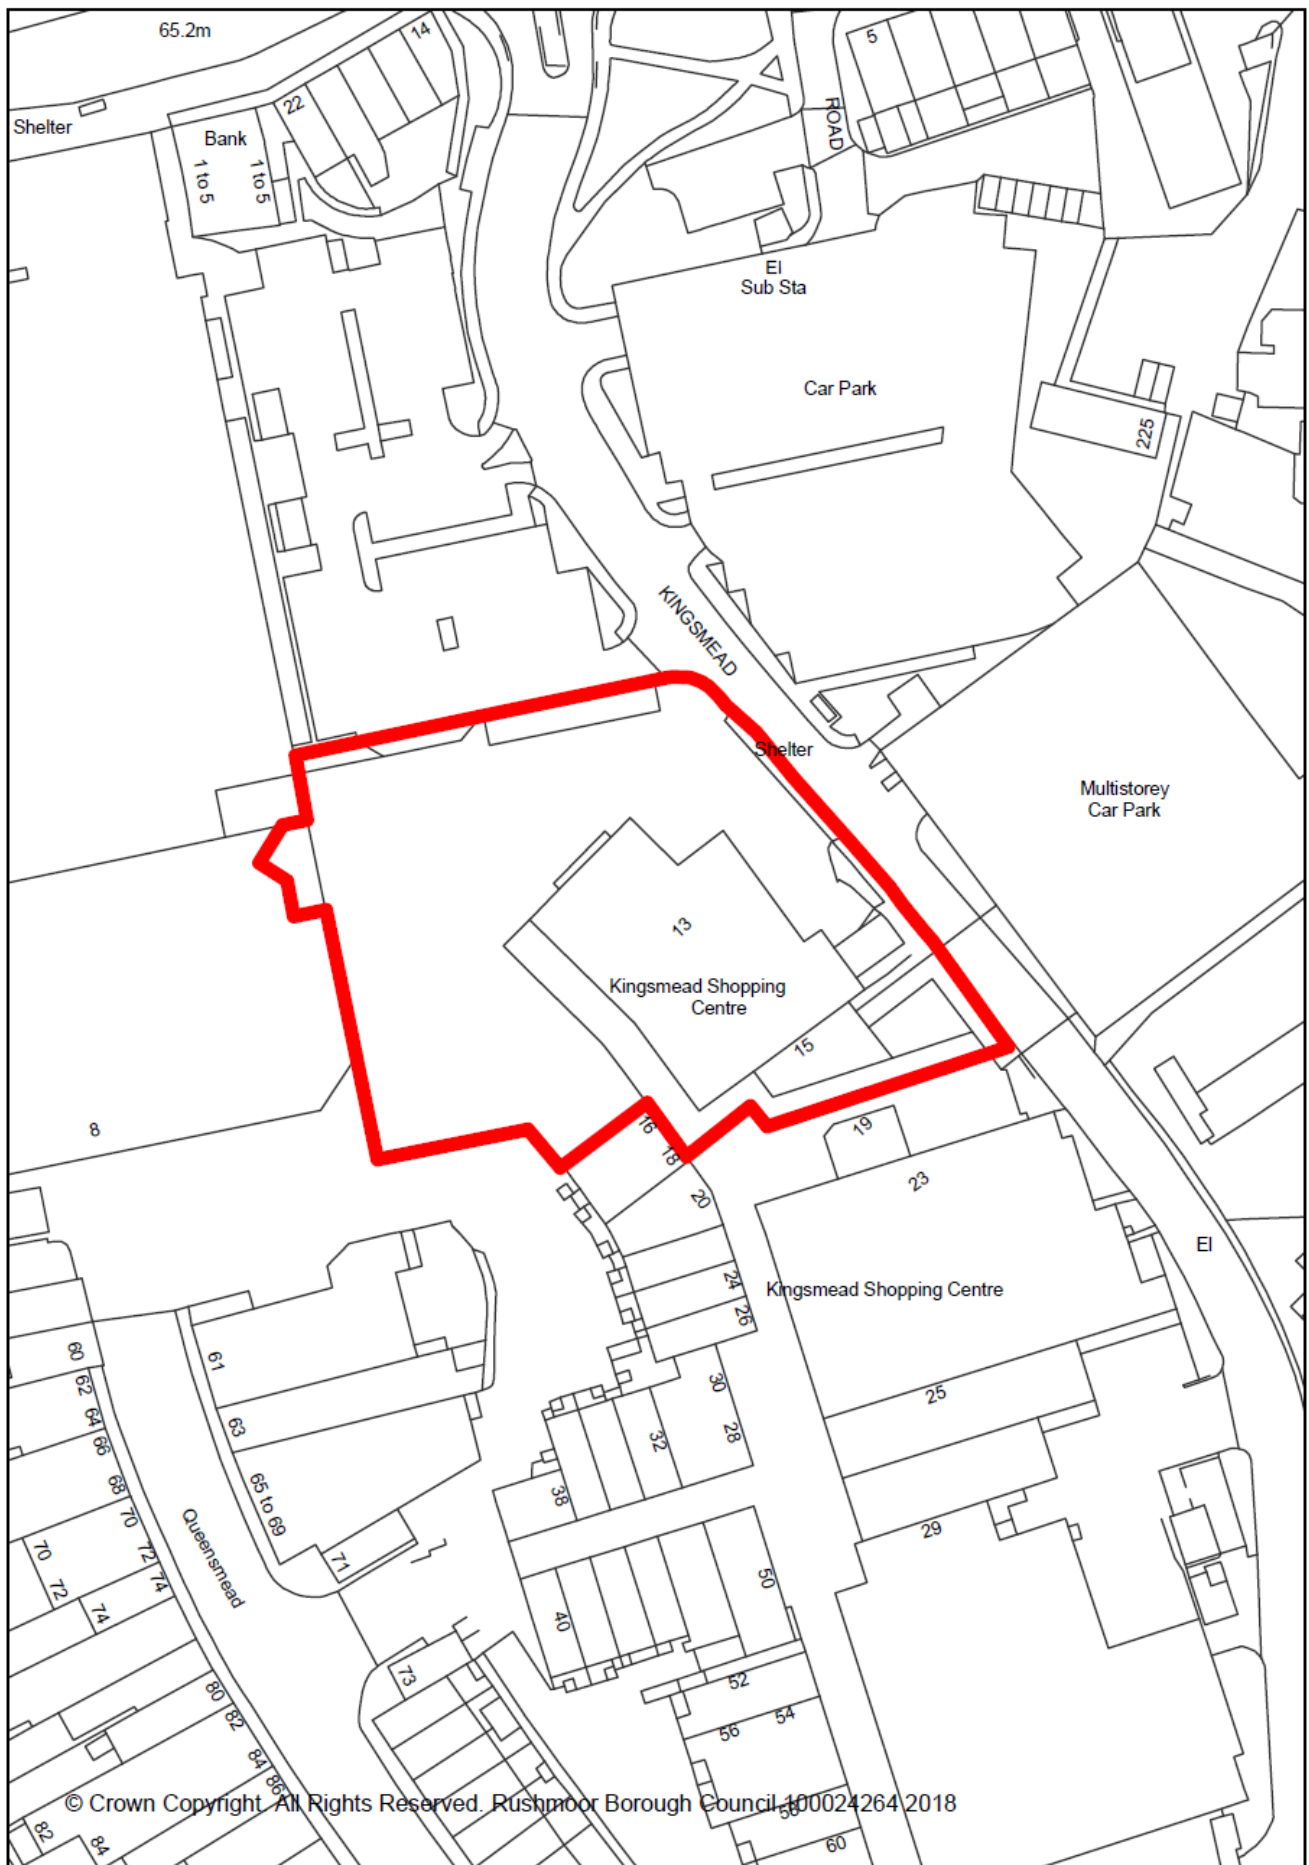 65.2m
14
5
22
Shelter
Bank
1 to 5
1 to 5
ROAD
El
Sub Sta
Car Park
225
KINGSMEAD
Shelter
Multistorey
Car Park
13
Kingsmead Shopping
Centre
15
16
18
19
8
20
23
El
24
Kingsmead Shopping Centre
26
60
61
62
30
25
64
63
28
32
66
68
65 to 69
38
70
Queensmead
29
70
72
71
72
74
50
74
40
73
52
80
54
82
56
84
86
© Crown Copyright. All Rights Reserved. Rushmoor Borough Council 100024264 2018
58
82
84
60